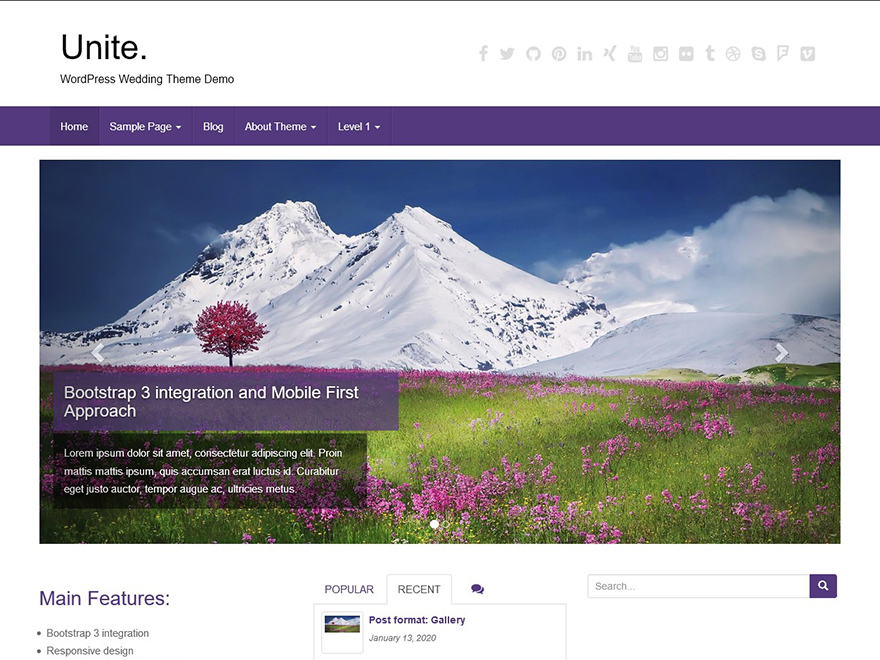 Unite.
WordPress Wedding Theme Demo
Home Sample Page Blog About Theme Level 1
Bootstrap 3 integration and Mobile First
Approach
Lorem ipsum dolor sit amet, consectetur adipiscing elit. Proin
mattis mattis ipsum, quis accumsan erat luctus id. Curabitur
eget justo auctor, tempor augue ac, ultricies metus.
Main Features:
Bootstrap 3 integration
Responsive design
POPULAR RECENT
Post format: Gallery
January 13, 2020
Search...